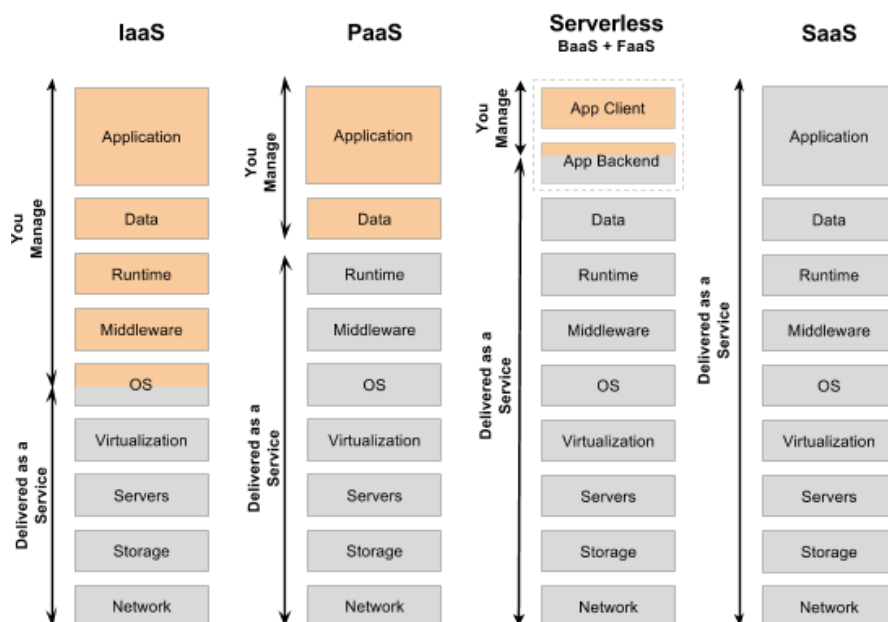 IaaS
You
Manage
Delivered as a
Service
Application
Data
Runtime
Middleware
OS
Virtualization
Servers
Storage
Network
PaaS
You
Manage
Delivered as a
Service
Application
Data
Runtime
Middleware
OS
Virtualization
Servers
Storage
Network
Serverless
BaaS + FaaS
You
Manage
Delivered as a
Service
App Client
App Backend
Data
Runtime
Middleware
OS
Virtualization
Servers
Storage
Network
SaaS
Delivered as a
Service
Application
Data
Runtime
Middleware
OS
Virtualization
Servers
Storage
Network